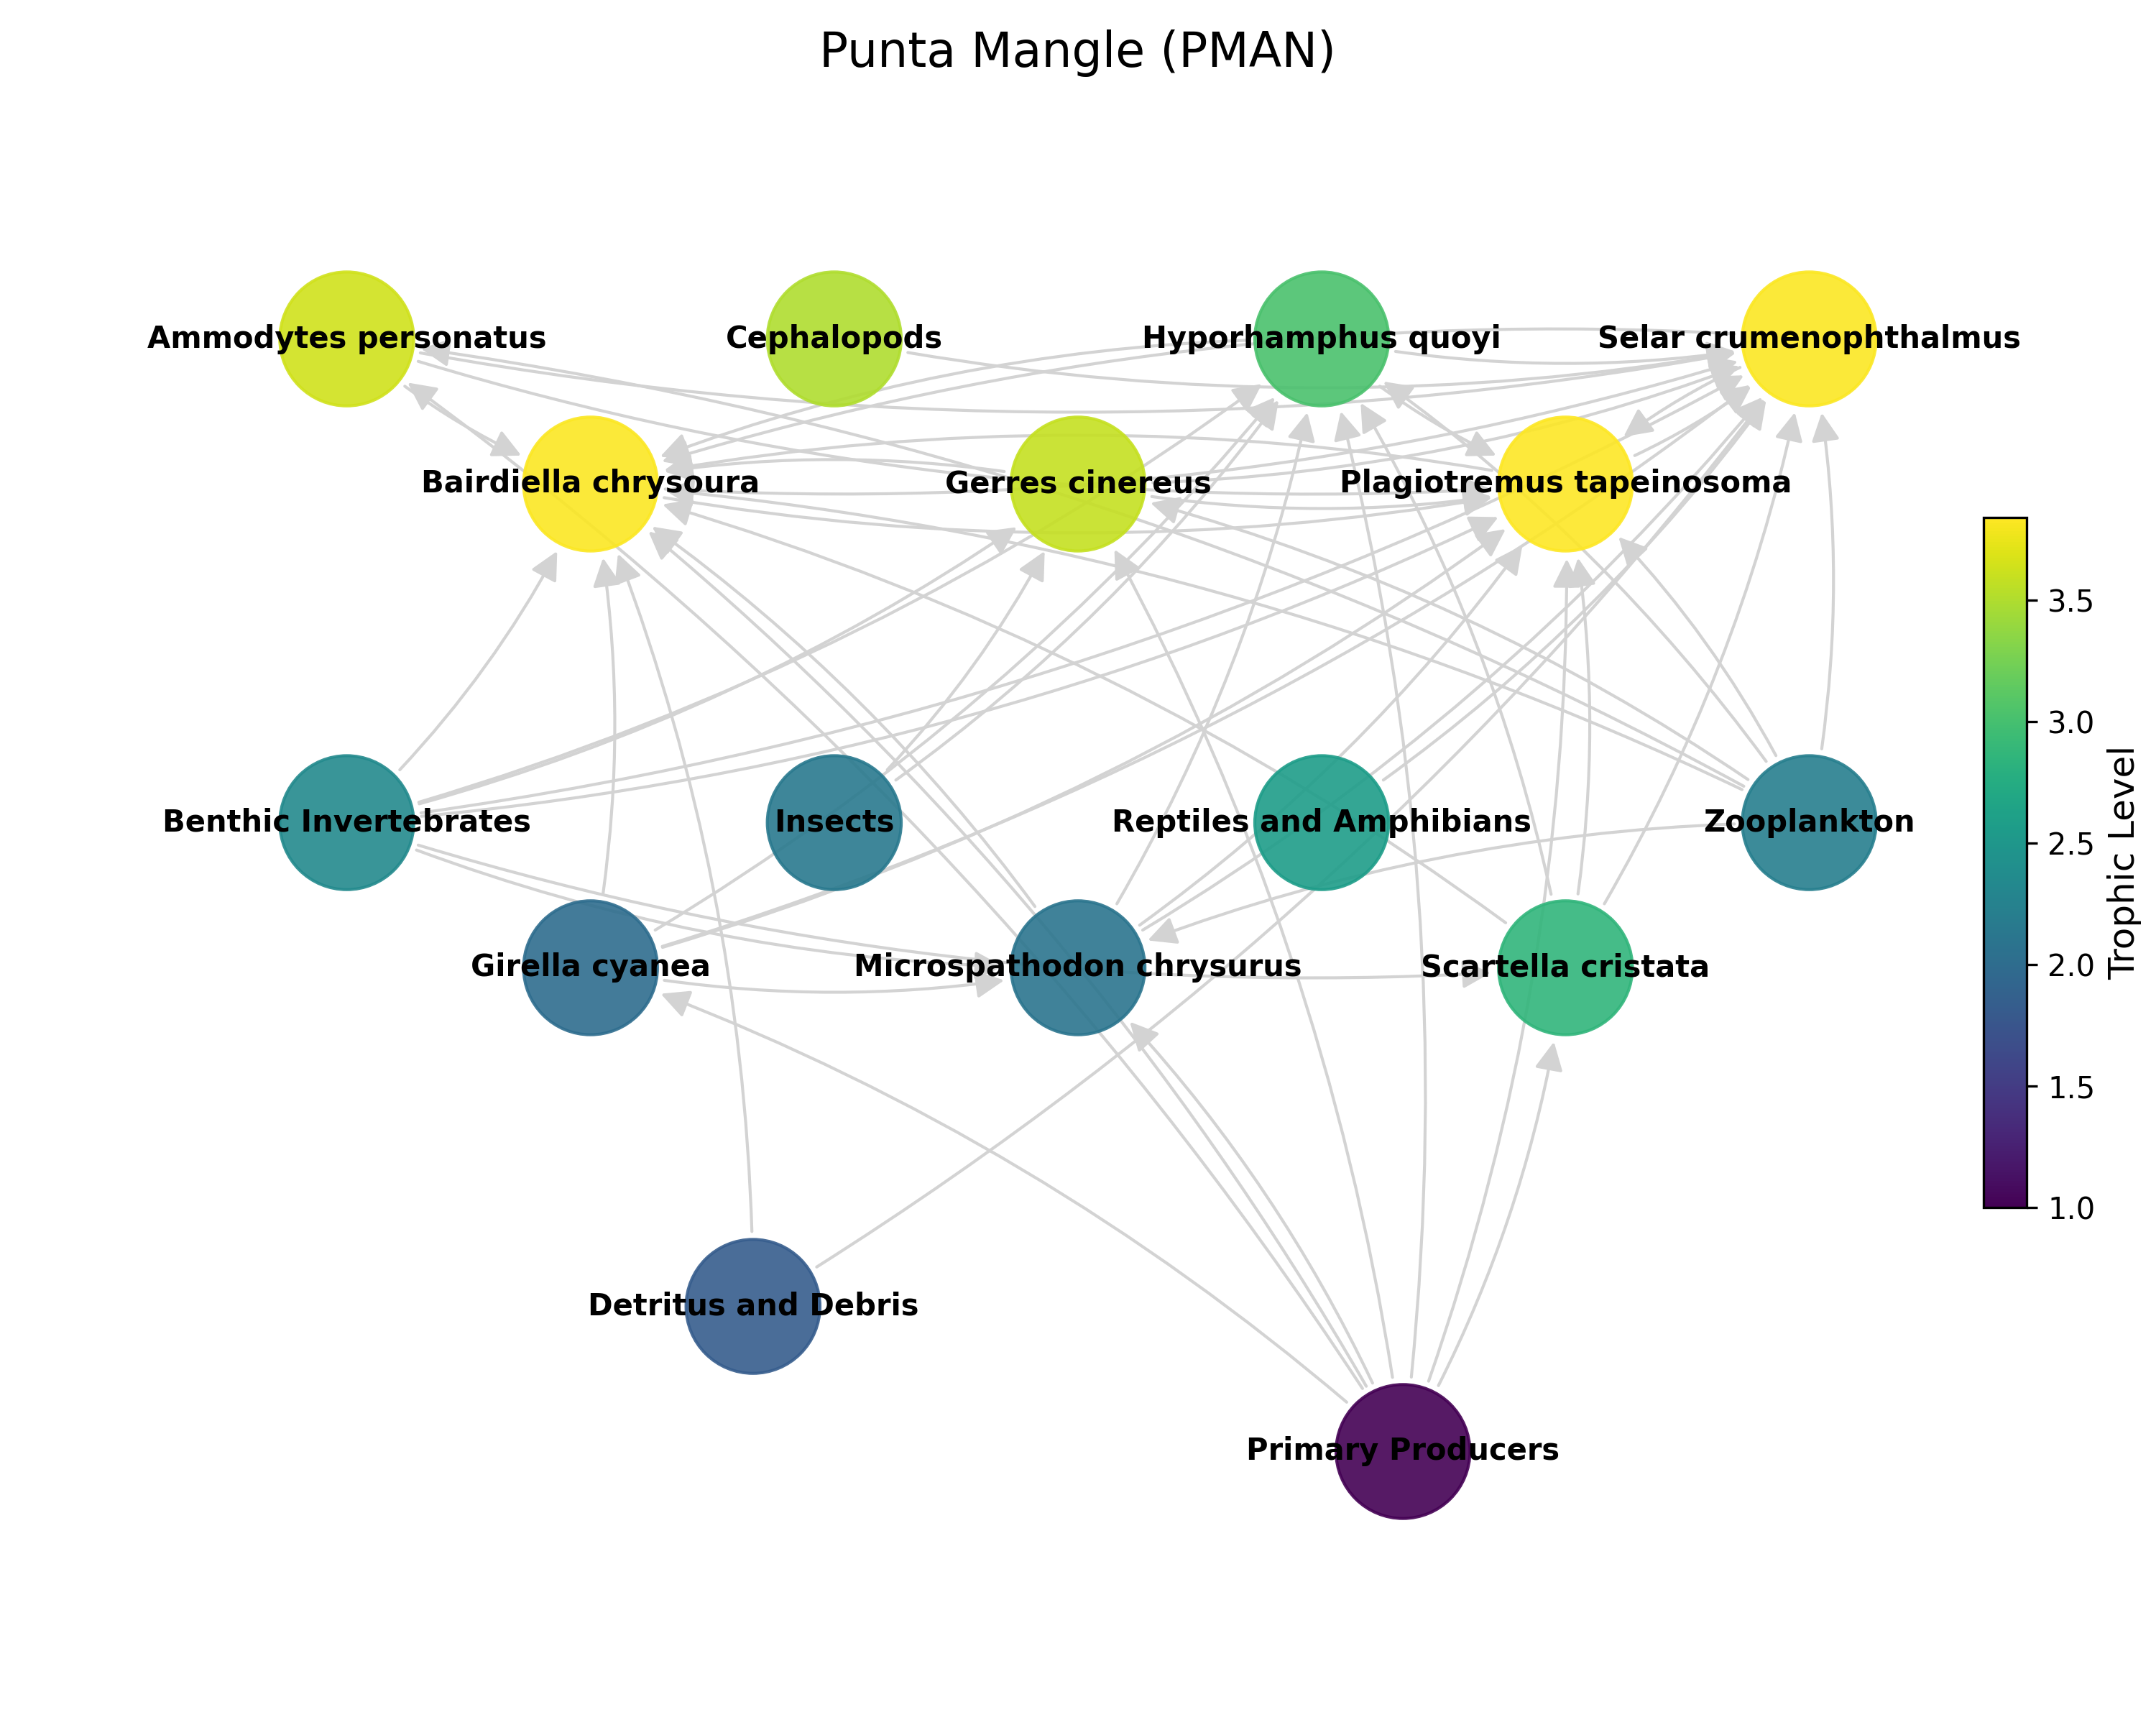 Punta Mangle (PMAN)
Ammodytes personatus
Cephalopods
Hyporhamphus quoyi
Selar crumenophthalmus
Bairdiella chrysoura
Gerres cinereus
Plagiotremus tapeinosoma
Benthic Invertebrates
Insects
Reptiles and Amphibians
Zooplankton
Girella cyanea
Microspathodon chrysurus
Scartella cristata
Detritus and Debris
Primary Producers
3.5
3.0
2.5
2.0
1.5
1.0
Trophic Level